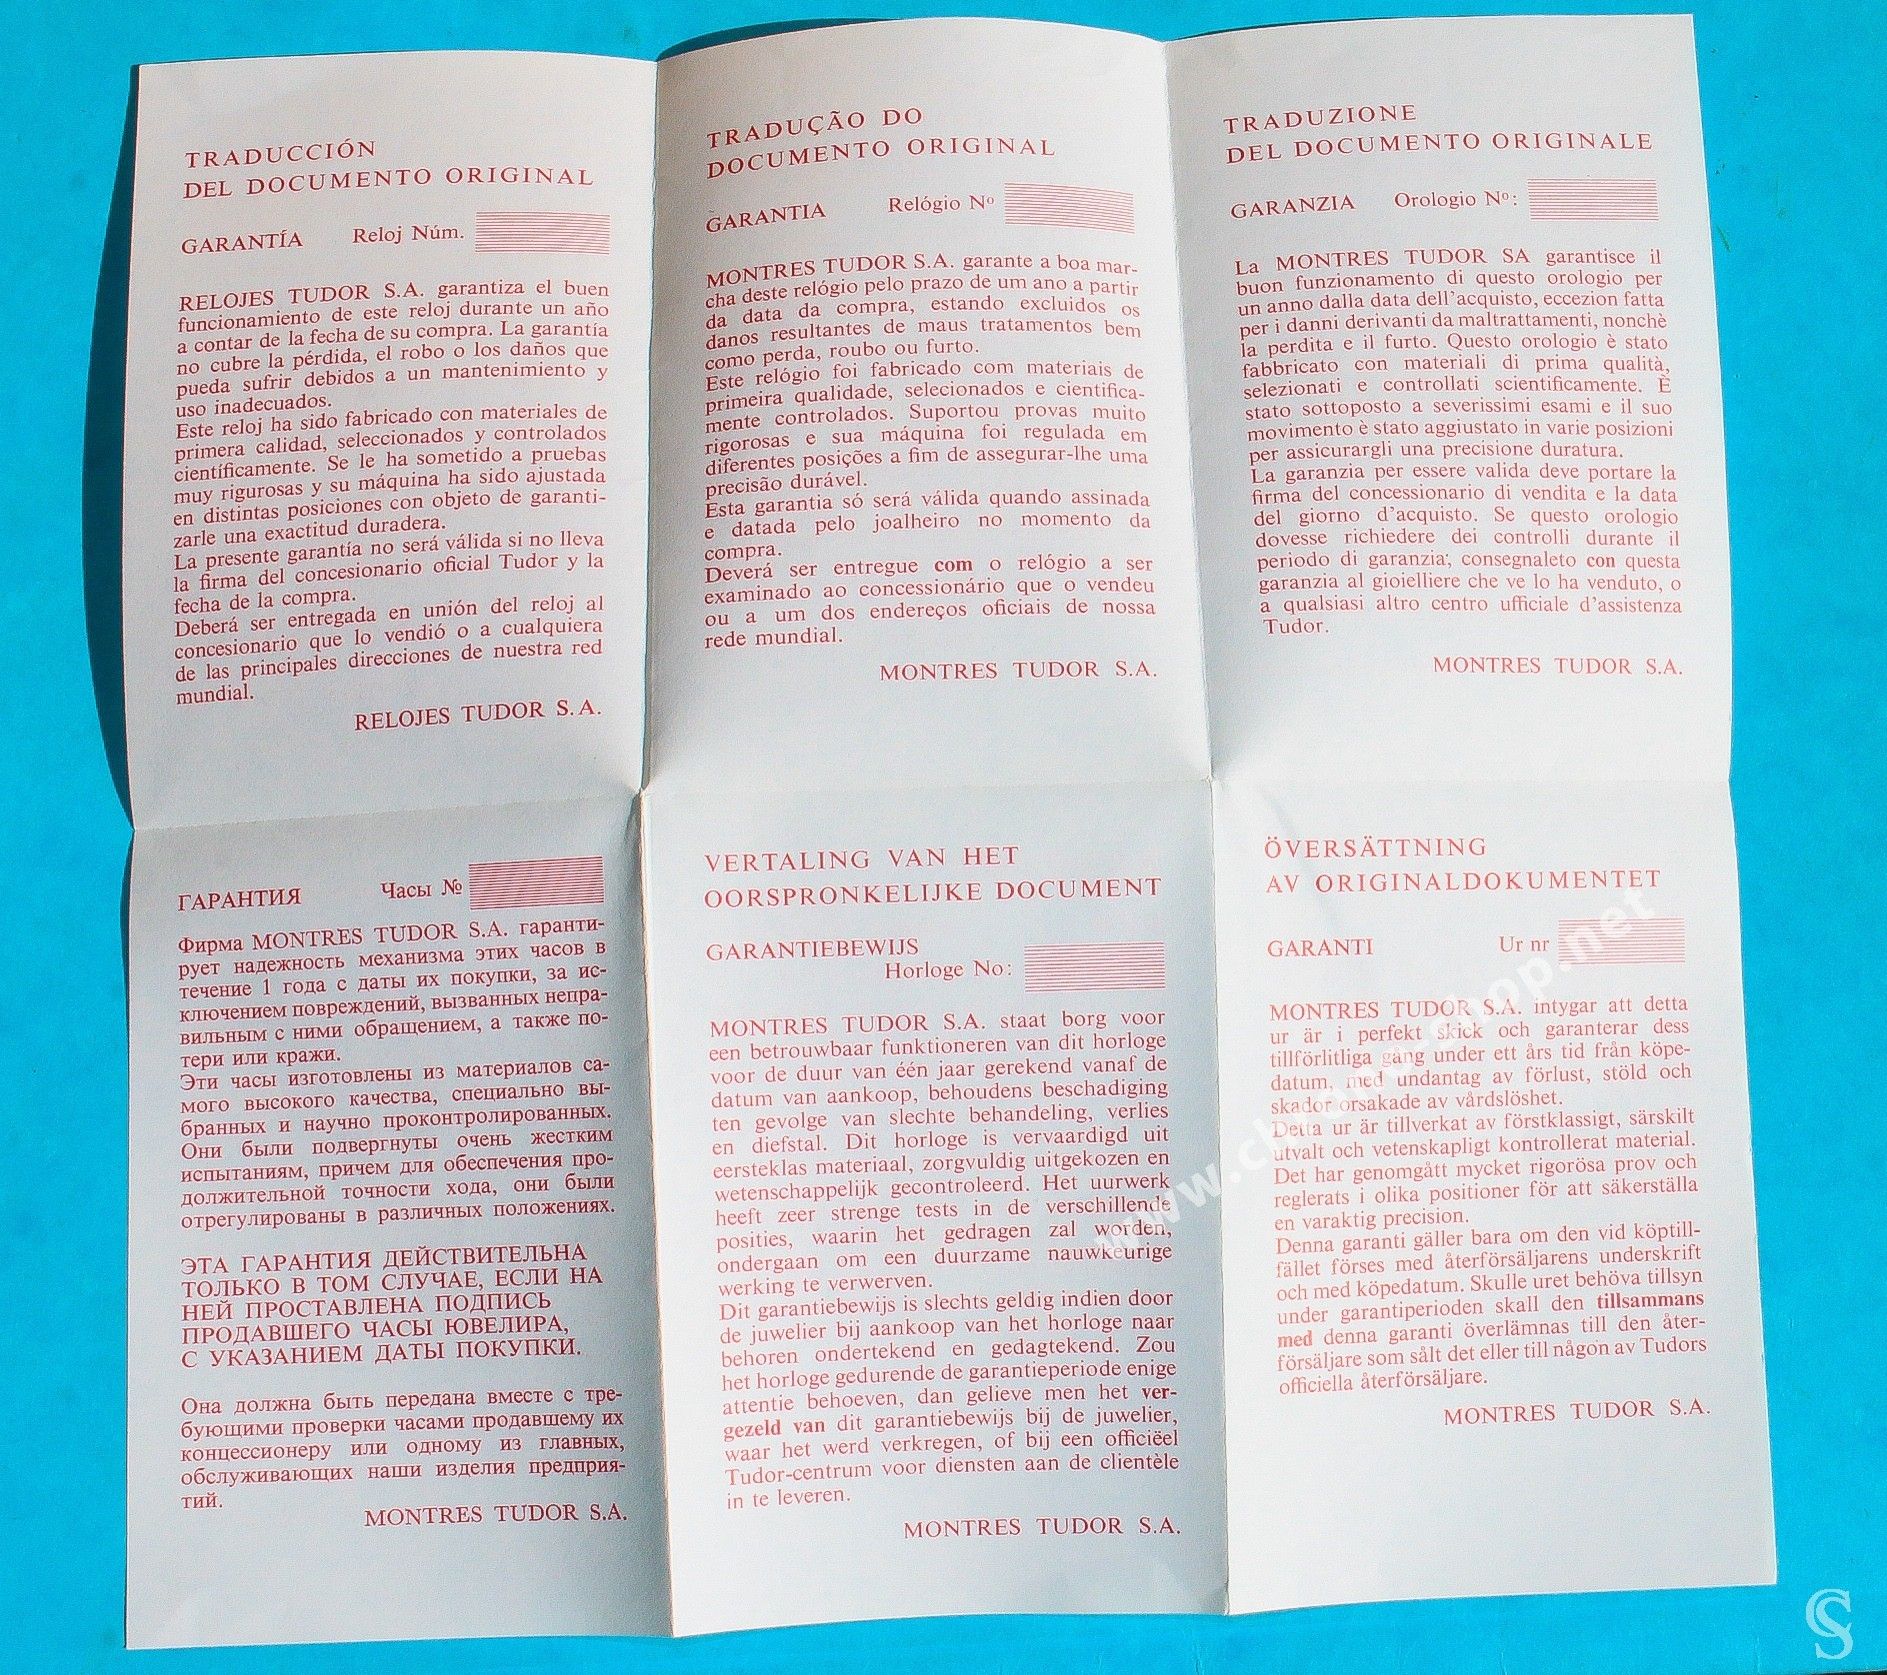 TRADUCCIÓN
DEL DOCUMENTO ORIGINAL
GARANTÍA Reloj Núm.
RELOJES TUDOR S.A. garantiza el buen
funcionamiento de este reloj durante un año
a contar de la fecha de su compra. La garantía
no cubre la pérdida, el robo o los daños que
pueda sufrir debidos a un mantenimiento y
uso inadecuados.
Este reloj ha sido fabricado con materiales de
primera calidad, seleccionados y controlados
científicamente. Se le ha sometido a pruebas
muy rigurosas y su máquina ha sido ajustada
en distintas posiciones con objeto de garanti-
zarle una exactitud duradera.
La presente garantía no será válida si no lleva
la firma del concesionario oficial Tudor y la
fecha de la compra.
Deberá ser entregada en unión del reloj al
concesionario que lo vendió o a cualquiera
de las principales direcciones de nuestra red
mundial.
RELOJES TUDOR S.A.
TRADUÇÃO DO
DOCUMENTO ORIGINAL
GARANTIA Relógio Nº
MONTRES TUDOR S.A. garante a boa mar-
cha deste relógio pelo prazo de um ano a partir
da data da compra, estando excluidos os
danos resultantes de maus tratamentos bem
como perda, roubo ou furto.
Este relógio foi fabricado com materiais de
primeira qualidade, selecionados e cientifica-
mente controlados. Suportou provas muito
rigorosas e sua máquina foi regulada em
diferentes posições a fim de assegurar-lhe uma
precisão durável.
Esta garantia só será válida quando assinada
e datada pelo joalheiro no momento da
compra.
Deverá ser entregue com o relógio a ser
examinado ao concessionário que o vendeu
ou a um dos endereços oficiais de nossa
rede mundial.
MONTRES TUDOR S.A.
TRADUZIONE
DEL DOCUMENTO ORIGINALE
GARANZIA Orologio Nº:
La MONTRES TUDOR SA garantisce il
buon funzionamento di questo orologio per
un anno dalla data dell'acquisto, eccezion fatta
per i danni derivanti da maltrattamenti, nonchè
la perdita e il furto. Questo orologio è stato
fabbricato con materiali di prima qualità,
selezionati e controllati scientificamente. È
stato sottoposto a severissimi esami e il suo
movimento è stato aggiustato in varie posizioni
per assicurargli una precisione duratura.
La garanzia per essere valida deve portare la
firma del concessionario di vendita e la data
del giorno d'acquisto. Se questo orologio
dovesse richiedere dei controlli durante il
periodo di garanzia, consegnaleto con questa
garanzia al gioielliere che ve lo ha venduto, o
a qualsiasi altro centro ufficiale d'assistenza
Tudor.
MONTRES TUDOR S.A.
ГАРАНТИЯ Часы №
Фирма MONTRES TUDOR S.A. гаранти-
рует надежность механизма этих часов в
течение 1 года с даты их покупки, за ис-
ключением повреждений, вызванных непра-
вильным с ними обращением, а также по-
тери или кражи.
Эти часы изготовлены из материалов са-
мого высокого качества, специально вы-
бранных и научно проконтролированных.
Они были подвергнуты очень жестким
испытаниям, причем для обеспечения про-
должительной точности хода, они были
отрегулированы в различных положениях.
ЭТА ГАРАНТИЯ ДЕЙСТВИТЕЛЬНА
ТОЛЬКО В ТОМ СЛУЧАЕ, ЕСЛИ НА
НЕЙ ПРОСТАВЛЕНА ПОДПИСЬ
ПРОДАВШЕГО ЧАСЫ ЮВЕЛИРА,
С УКАЗАНИЕМ ДАТЫ ПОКУПКИ.
Она должна быть передана вместе с тре-
бующими проверки часами продавшему их
концессионеру или одному из главных,
обслуживающих наши изделия предприя-
тий.
MONTRES TUDOR S.A.
VERTALING VAN HET
OORSPRONKELIJKE DOCUMENT
GARANTIEBEWIJS
Horloge No:
MONTRES TUDOR S.A. staat borg voor
een betrouwbaar funktioneren van dit horloge
voor de duur van één jaar gerekend vanaf de
datum van aankoop, behoudens beschadiging
ten gevolge van slechte behandeling, verlies
en diefstal. Dit horloge is vervaardigd uit
eersteklas materiaal, zorgvuldig uitgekozen en
wetenschappelijk gecontroleerd. Het uurwerk
heeft zeer strenge tests in de verschillende
posities, waarin het gedragen zal worden,
ondergaan om een duurzame nauwkeurige
werking te verwerven.
Dit garantiebewijs is slechts geldig indien door
de juwelier bij aankoop van het horloge naar
behoren ondertekend en gedagtekend. Zou
het horloge gedurende de garantieperiode enige
attentie behoeven, dan gelieve men het ver-
gezeld van dit garantiebewijs bij de juwelier,
waar het werd verkregen, of bij een officiëel
Tudor-centrum voor diensten aan de clientèle
in te leveren.
MONTRES TUDOR S.A.
ÖVERSÄTTNING
AV ORIGINALDOKUMENTET
GARANTI Ur nr
MONTRES TUDOR S.A. intygar att detta
ur är i perfekt skick och garanterar dess
tillförlitliga gång under ett års tid från köpe-
datum, med undantag av förlust, stöld och
skador orsakade av vårdslöshet.
Detta ur är tillverkat av förstklassigt, särskilt
utvalt och vetenskapligt kontrollerat material.
Det har genomgått mycket rigorösa prov och
reglerats i olika positioner för att säkerställa
en varaktig precision.
Denna garanti gäller bara om den vid köptill-
fället förses med återförsäljarens underskrift
och med köpedatum. Skulle uret behöva tillsyn
under garantiperioden skall den tillsammans
med denna garanti överlämnas till den åter-
försäljare som sålt det eller till någon av Tudors
officiella återförsäljare.
MONTRES TUDOR S.A.